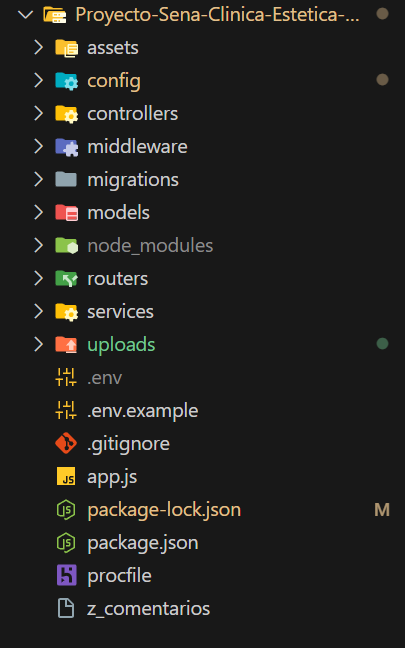 Proyecto-Sena-Clinica-Estetica-...
assets
config
controllers
middleware
migrations
models
node_modules
routers
services
uploads
.env
.env.example
.gitignore
JS app.js
package-lock.json M
package.json
procfile
z_comentarios